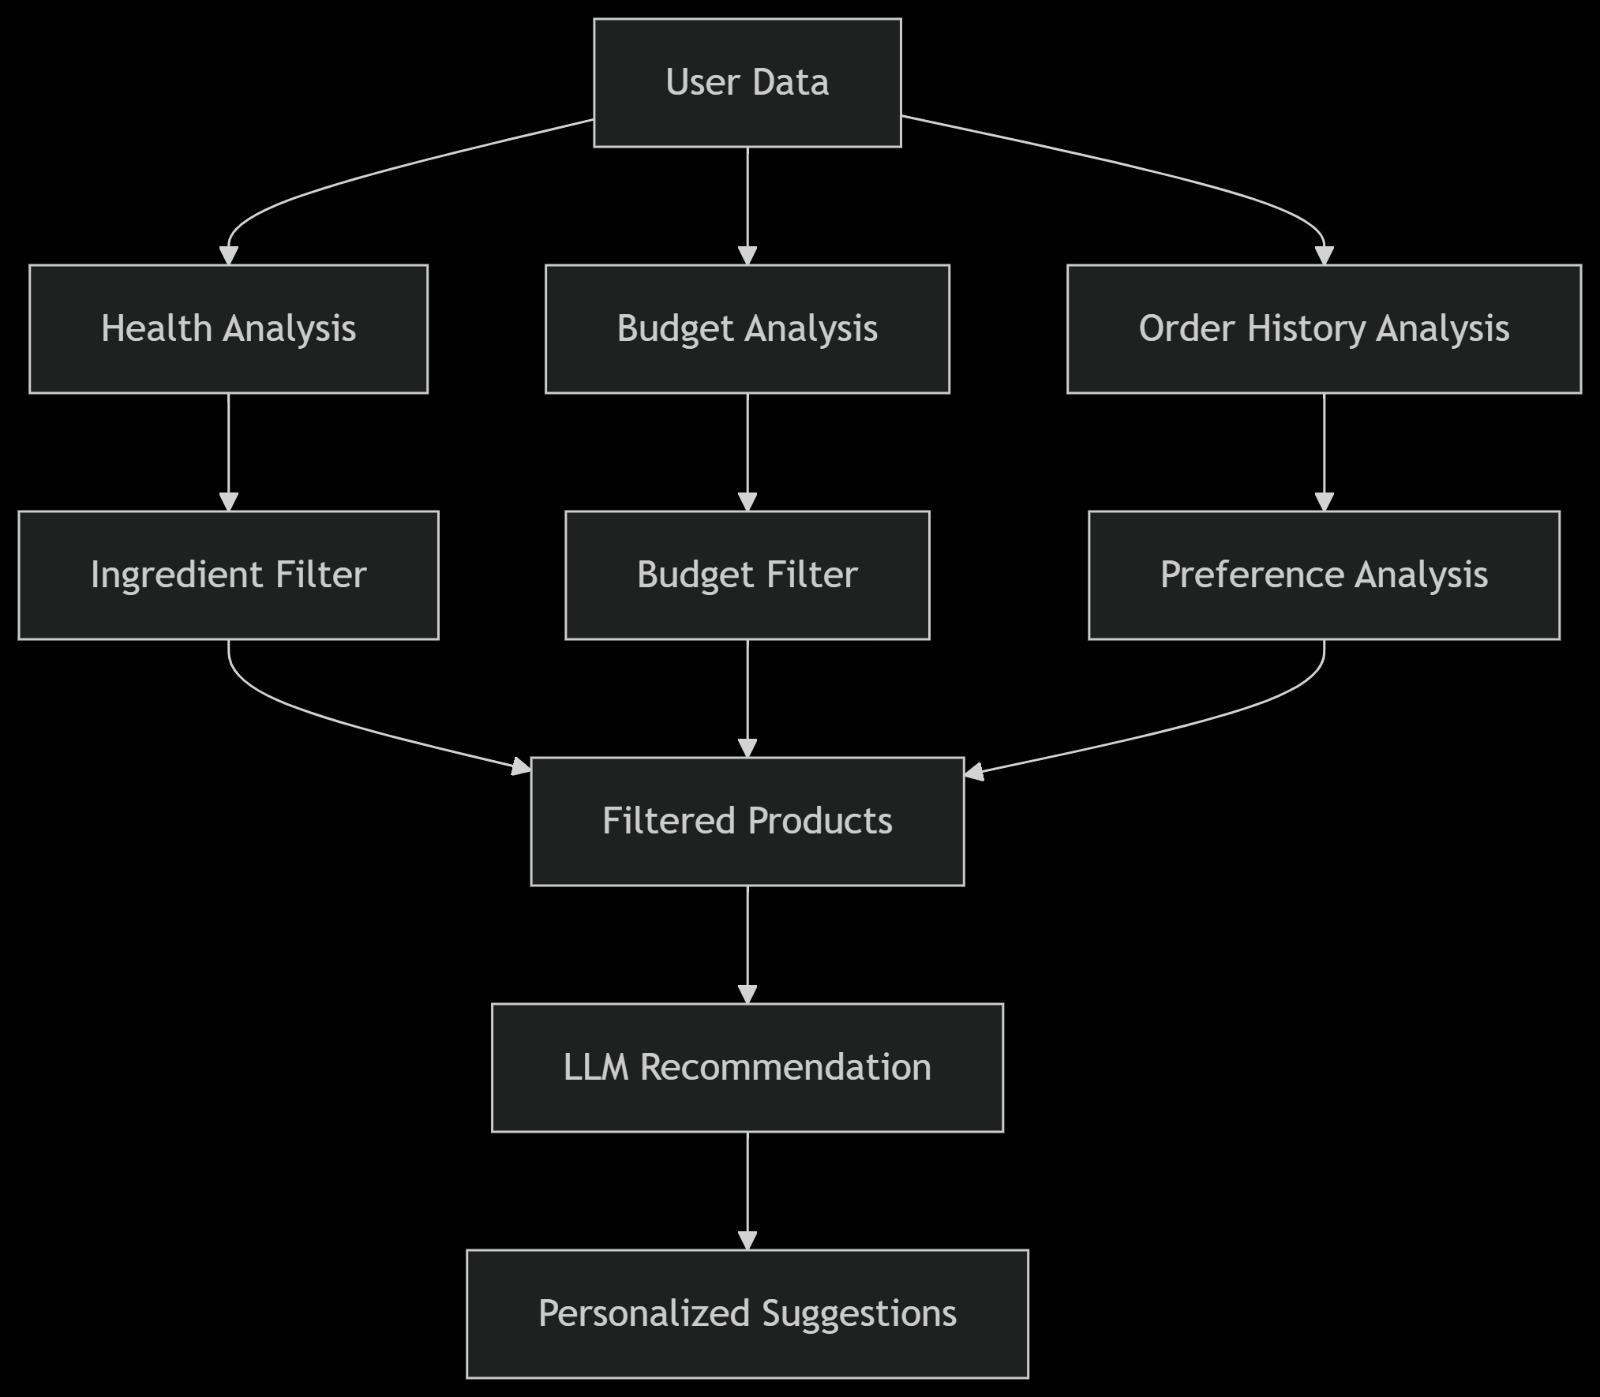 User Data
Health Analysis
Budget Analysis
Order History Analysis
Ingredient Filter
Budget Filter
Preference Analysis
Filtered Products
LLM Recommendation
Personalized Suggestions